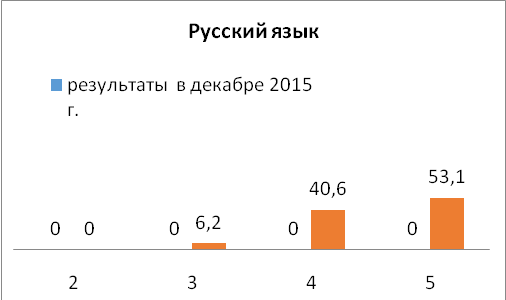 Русский язык
результаты в декабре 2015
г.
53,1
40,6
6,2
0 0 0 0 0
2 3 4 5